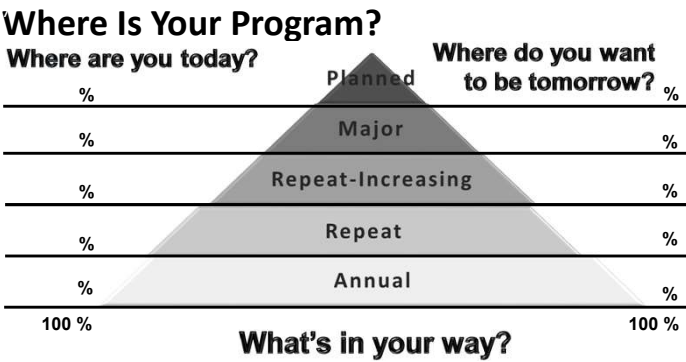 Where Is Your Program?
Where are you today?
Where do you want
to be tomorrow?
% Planned %
% Major %
% Repeat-Increasing %
% Repeat %
% Annual %
100 % 100 %
What's in your way?